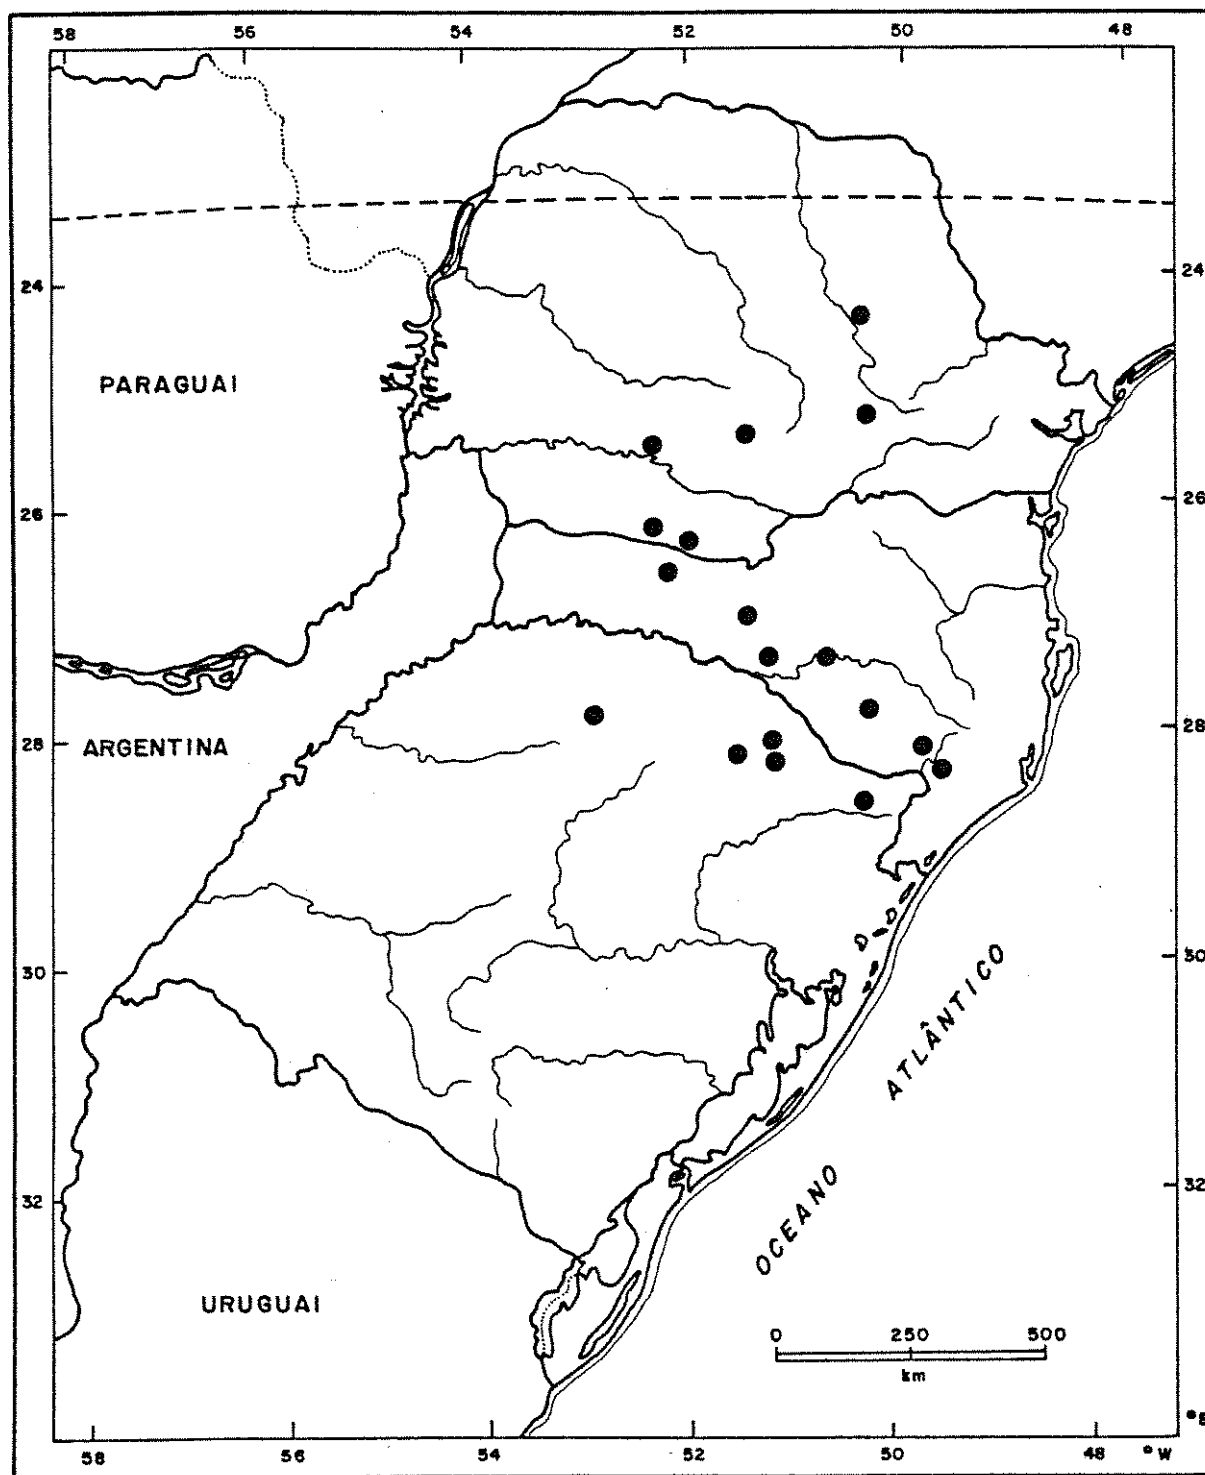 58 56 54 52 50 48
24 24
PARAGUAI
26 26
ARGENTINA
28 28
30 30
OCEANO ATLÂNTICO
32 32
URUGUAI
0 250 500
km
58 56 54 52 50 48 °W